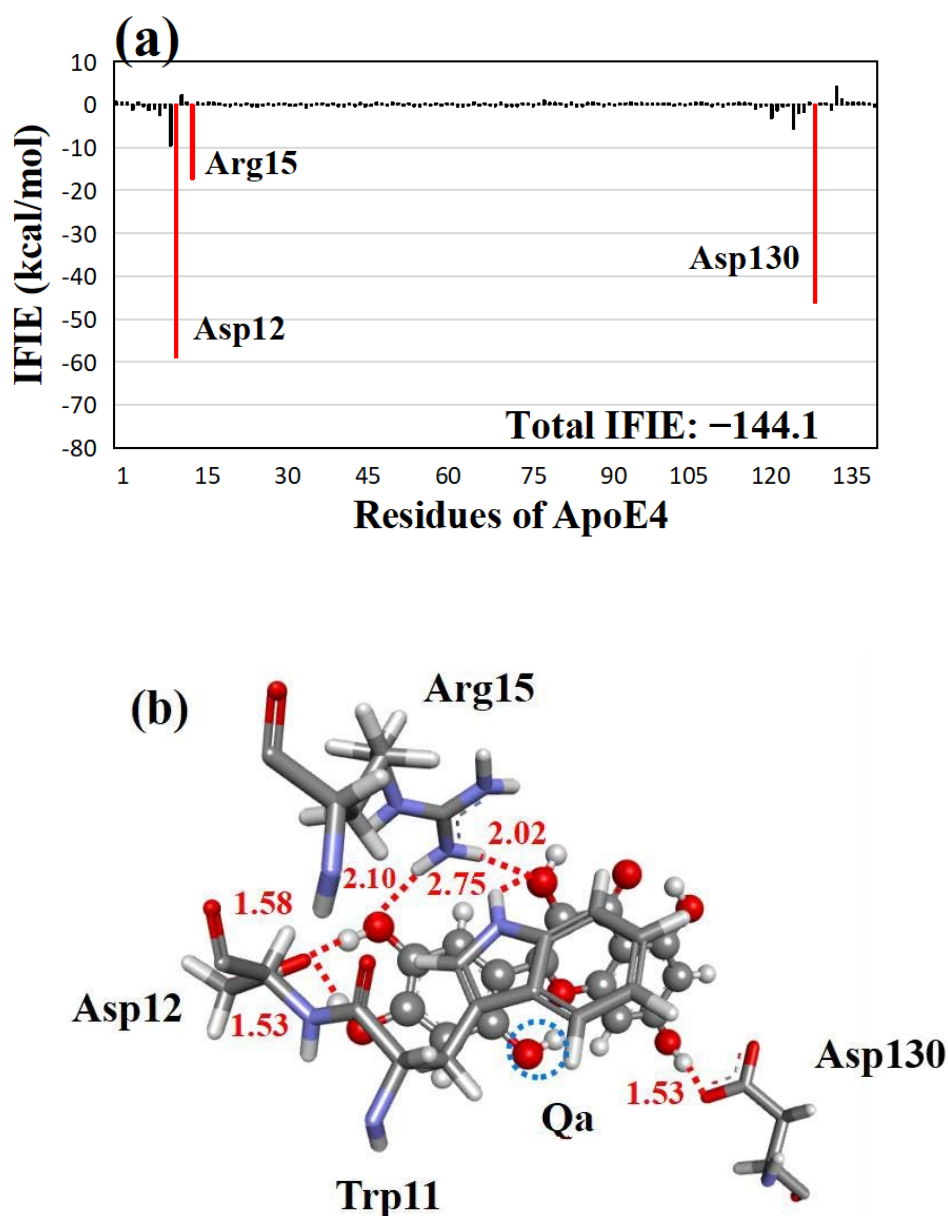 (a)
10
0
-10
-20
-30
-40
-50
-60
-70
-80
IFIE (kcal/mol)
Arg15
Asp12
Asp130
Total IFIE: −144.1
1 15 30 45 60 75 90 105 120 135
Residues of ApoE4
(b)
Arg15
2.02
2.10
2.75
1.58
Asp12
1.53
Asp130
1.53
Qa
Trp11